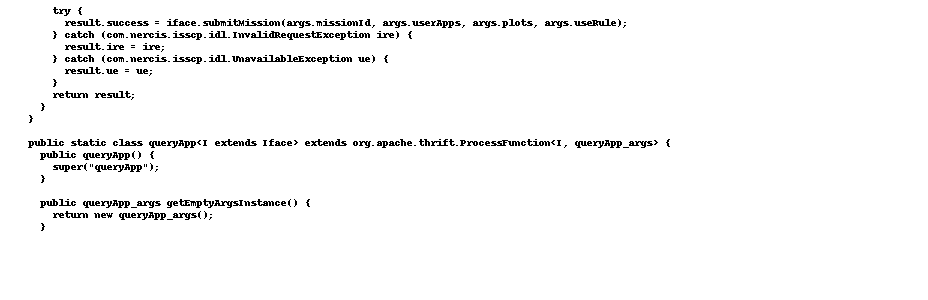 try {
result.success = iface.submitMission(args.missionId, args.userApps, args.plots, args.useRule);
} catch (com.nercis.isscp.idl.InvalidRequestException ire) {
result.ire = ire;
} catch (com.nercis.isscp.idl.UnavailableException ue) {
result.ue = ue;
}
return result;
}
}
public static class queryApp<I extends Iface> extends org.apache.thrift.ProcessFunction<I, queryApp_args> {
public queryApp() {
super("queryApp");
}
public queryApp_args getEmptyArgsInstance() {
return new queryApp_args();
}